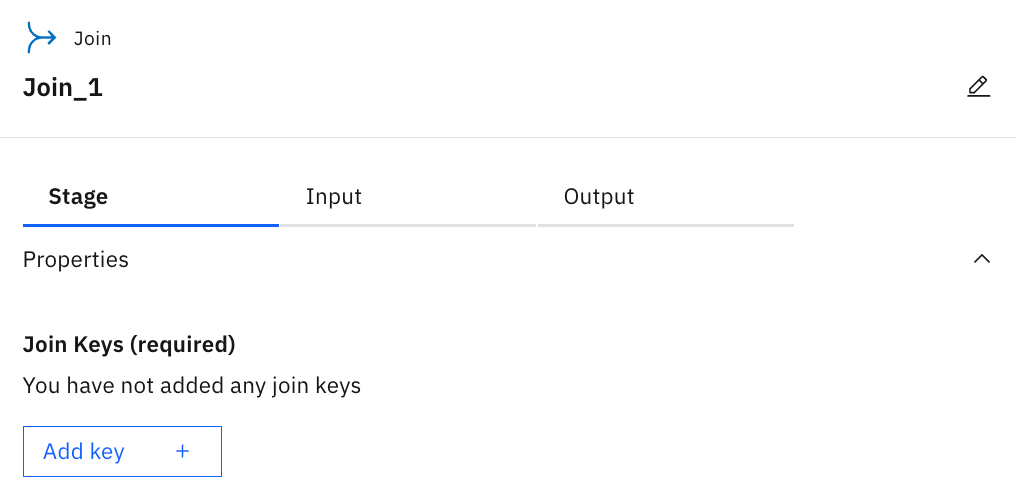 Join
Join_1
Stage Input Output
Properties
Join Keys (required)
You have not added any join keys
Add key +